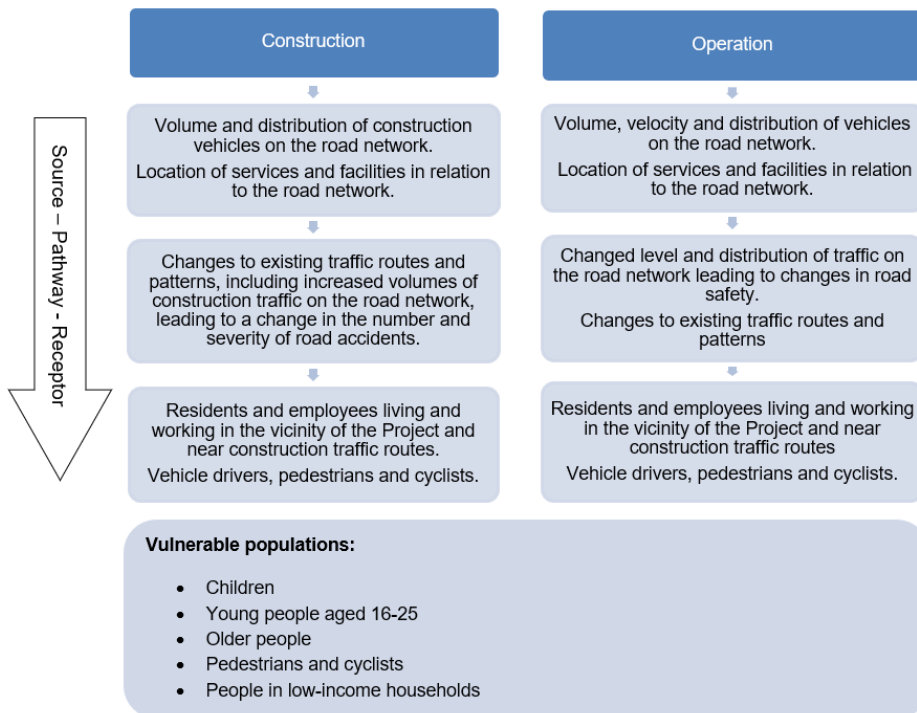 Construction
Operation
Source – Pathway - Receptor
Volume and distribution of construction
vehicles on the road network.
Location of services and facilities in relation
to the road network.
Volume, velocity and distribution of vehicles
on the road network.
Location of services and facilities in relation
to the road network.
Changes to existing traffic routes and
patterns, including increased volumes of
construction traffic on the road network,
leading to a change in the number and
severity of road accidents.
Changed level and distribution of traffic on
the road network leading to changes in road
safety.
Changes to existing traffic routes and
patterns
Residents and employees living and
working in the vicinity of the Project and
near construction traffic routes.
Vehicle drivers, pedestrians and cyclists.
Residents and employees living and working
in the vicinity of the Project and near
construction traffic routes
Vehicle drivers, pedestrians and cyclists.
Vulnerable populations:
• Children
• Young people aged 16-25
• Older people
• Pedestrians and cyclists
• People in low-income households